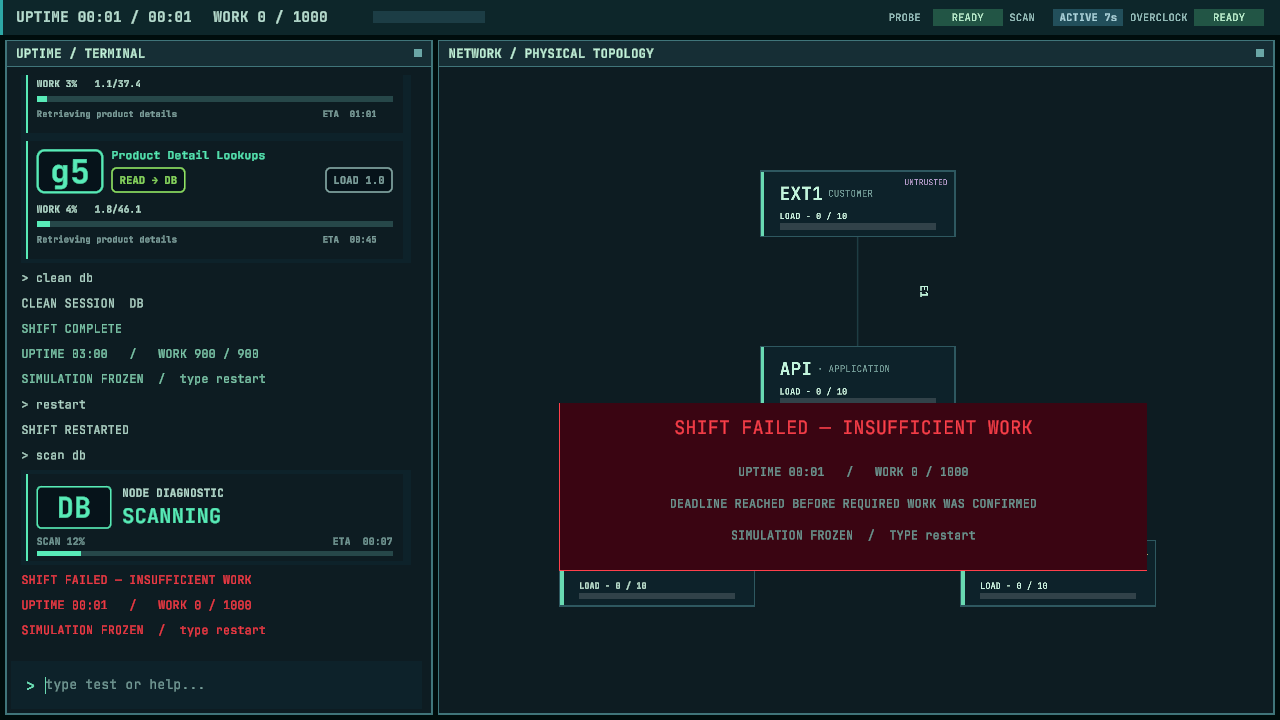 UPTIME 00:01 / 00:01 WORK 0 / 1000
PROBE READY SCAN ACTIVE 7s OVERCLOCK READY
UPTIME / TERMINAL
WORK 3% 1.1/37.4
Retrieving product details ETA 01:01
g5 Product Detail Lookups
READ → DB LOAD 1.0
WORK 4% 1.8/46.1
Retrieving product details ETA 00:45
> clean db
CLEAN SESSION DB
SHIFT COMPLETE
UPTIME 03:00 / WORK 900 / 900
SIMULATION FROZEN / type restart
> restart
SHIFT RESTARTED
> scan db
DB NODE DIAGNOSTIC
SCANNING
SCAN 12% ETA 00:07
SHIFT FAILED — INSUFFICIENT WORK
UPTIME 00:01 / WORK 0 / 1000
SIMULATION FROZEN / type restart
> type test or help...
NETWORK / PHYSICAL TOPOLOGY
UNTRUSTED
EXT1 CUSTOMER
LOAD - 0 / 10
E1
API · APPLICATION
LOAD - 0 / 10
SHIFT FAILED — INSUFFICIENT WORK
UPTIME 00:01 / WORK 0 / 1000
DEADLINE REACHED BEFORE REQUIRED WORK WAS CONFIRMED
SIMULATION FROZEN / TYPE restart
LOAD - 0 / 10
LOAD - 0 / 10